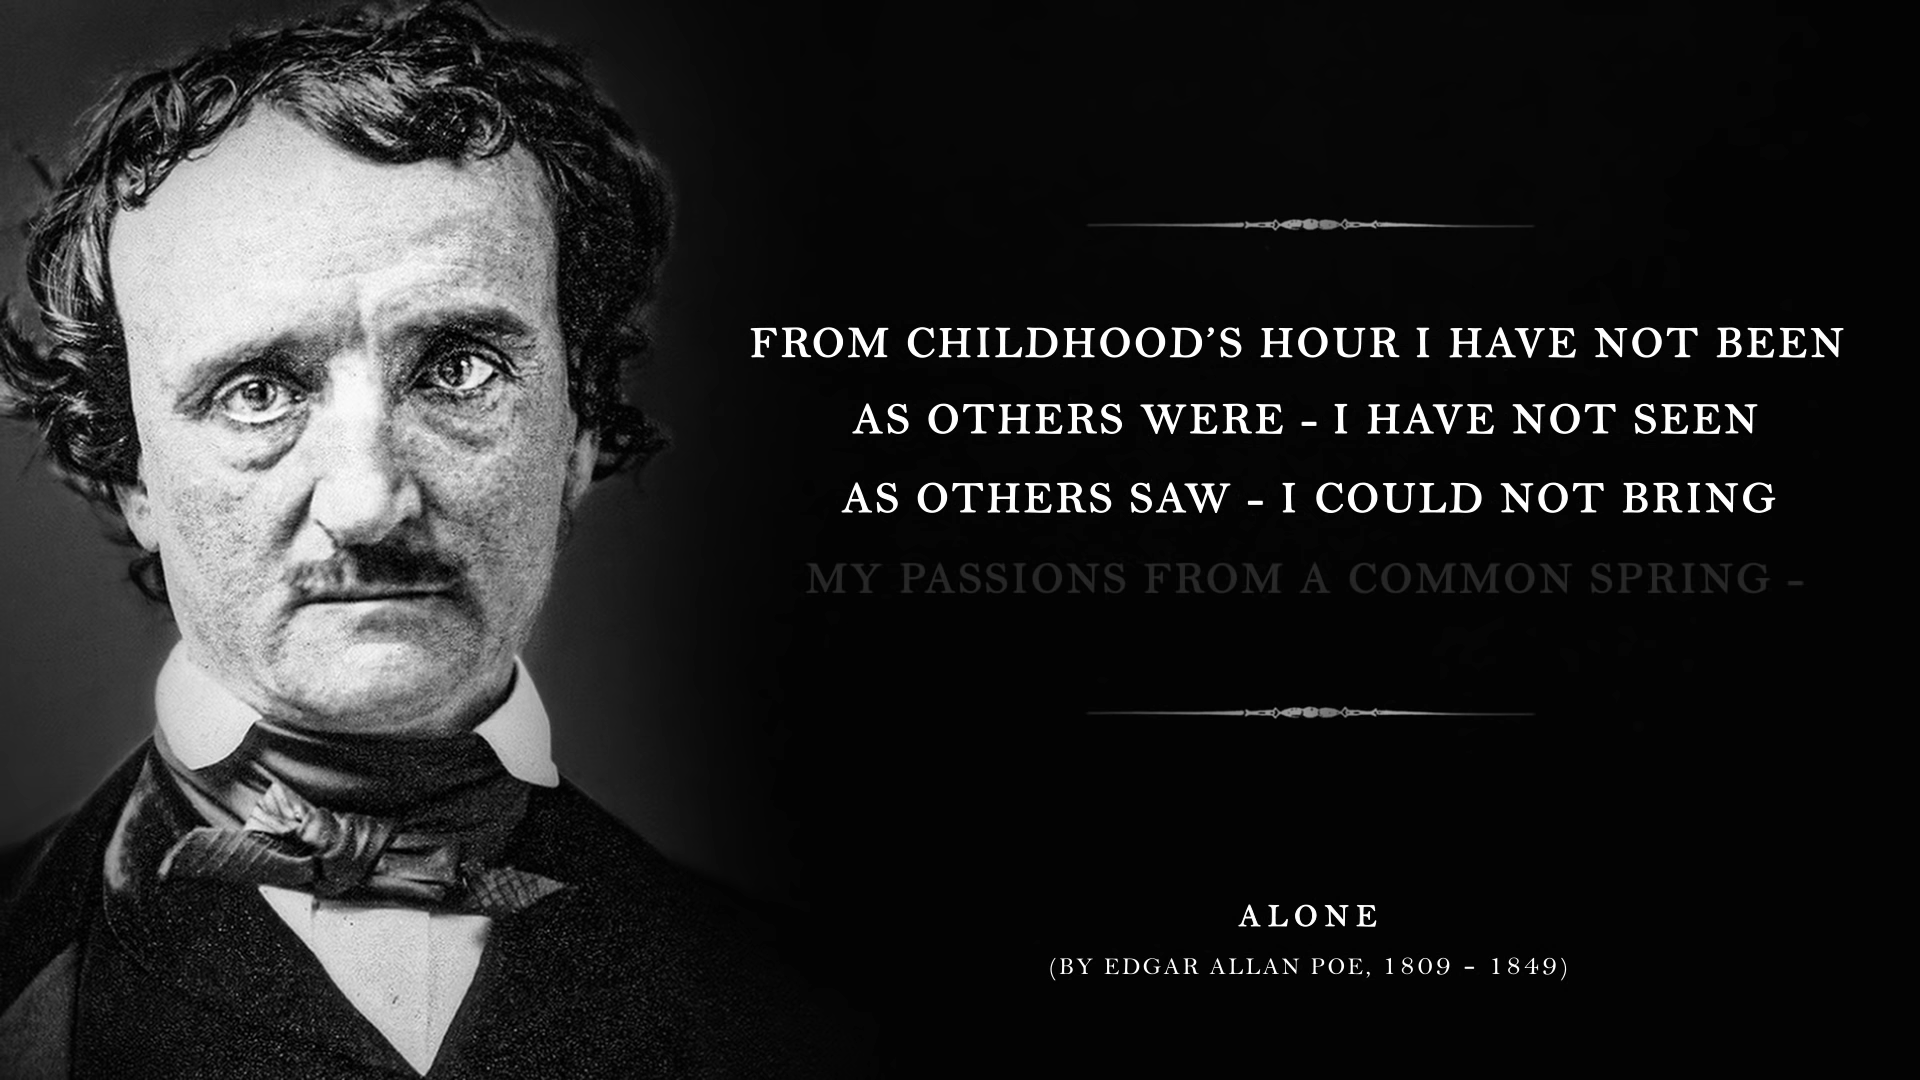 FROM CHILDHOOD’S HOUR I HAVE NOT BEEN
AS OTHERS WERE - I HAVE NOT SEEN
AS OTHERS SAW - I COULD NOT BRING
MY PASSIONS FROM A COMMON SPRING -
ALONE
(BY EDGAR ALLAN POE, 1809 - 1849)